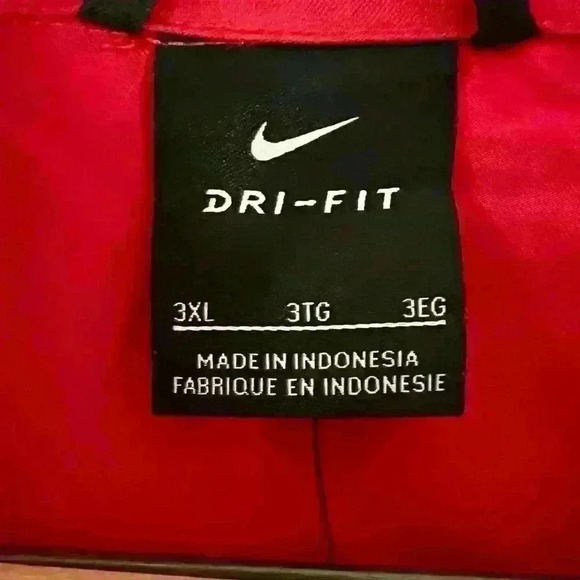 DRI-FIT
3XL 3TG 3EG
MADE IN INDONESIA
FABRIQUE EN INDONESIE